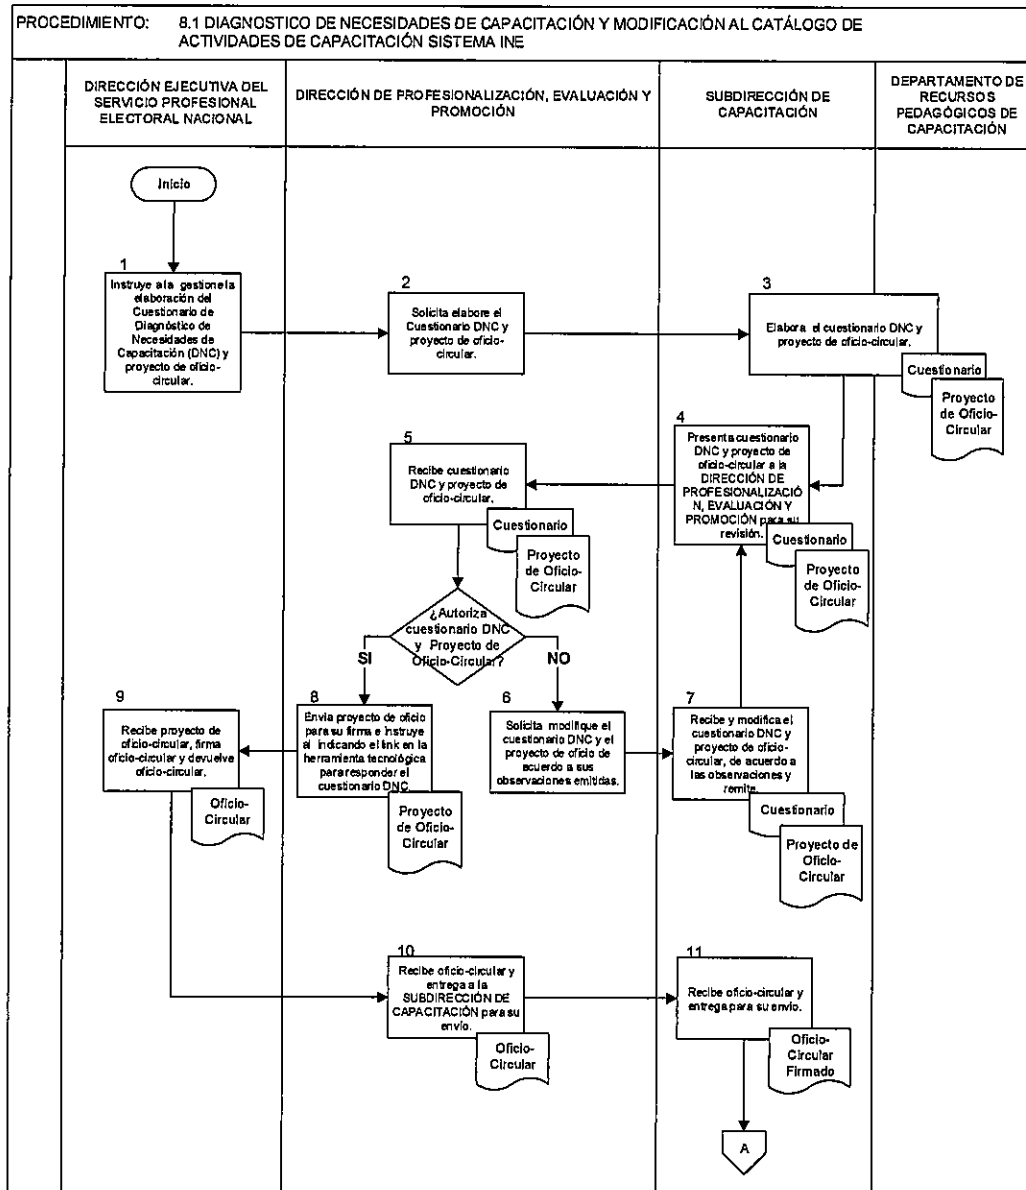 PROCEDIMIENTO: 8.1 DIAGNOSTICO DE NECESIDADES DE CAPACITACIÓN Y MODIFICACIÓN AL CATÁLOGO DE
ACTIVIDADES DE CAPACITACIÓN SISTEMA INE
DIRECCIÓN EJECUTIVA DEL
SERVICIO PROFESIONAL
ELECTORAL NACIONAL
DIRECCIÓN DE PROFESIONALIZACIÓN, EVALUACIÓN Y
PROMOCIÓN
SUBDIRECCIÓN DE
CAPACITACIÓN
DEPARTAMENTO DE
RECURSOS
PEDAGÓGICOS DE
CAPACITACIÓN
Inicio
1
Instruye a la gestione la
elaboración del
Cuestionario de
Diagnóstico de
Necesidades de
Capacitación (DNC) y
proyecto de oficio-
circular.
2
Solicita elabore el
Cuestionario DNC y
proyecto de oficio-
circular.
3
Elabora el cuestionario DNC y
proyecto de oficio-circular.
Cuestionario
Proyecto
de Oficio-
Circular
4
Presenta cuestionario
DNC y proyecto de
oficio-circular a la
DIRECCIÓN DE
PROFESIONALIZACIÓ
N, EVALUACIÓN Y
PROMOCIÓN para su
revisión.
Cuestionario
Proyecto
de Oficio-
Circular
5
Recibe cuestionario
DNC y proyecto de
oficio-circular.
Cuestionario
Proyecto
de Oficio-
Circular
¿Autoriza
cuestionario DNC
y Proyecto de
Oficio-Circular?
SI
NO
6
Solicita modifique el
cuestionario DNC y el
proyecto de oficio de
acuerdo a sus
observaciones emitidas.
7
Recibe y modifica el
cuestionario DNC y
proyecto de oficio-
circular, de acuerdo a
las observaciones y
remite.
Cuestionario
Proyecto de
Oficio-
Circular
8
Envía proyecto de oficio
para su firma e instruye
al indicando el link en la
herramienta tecnológica
para responder el
cuestionario DNC.
Proyecto
de Oficio-
Circular
9
Recibe proyecto de
oficio-circular, firma
oficio-circular y devuelve
oficio-circular.
Oficio-
Circular
10
Recibe oficio-circular y
entrega a la
SUBDIRECCIÓN DE
CAPACITACIÓN para su
envío.
Oficio-
Circular
11
Recibe oficio-circular y
entrega para su envío.
Oficio-
Circular
Firmado
A